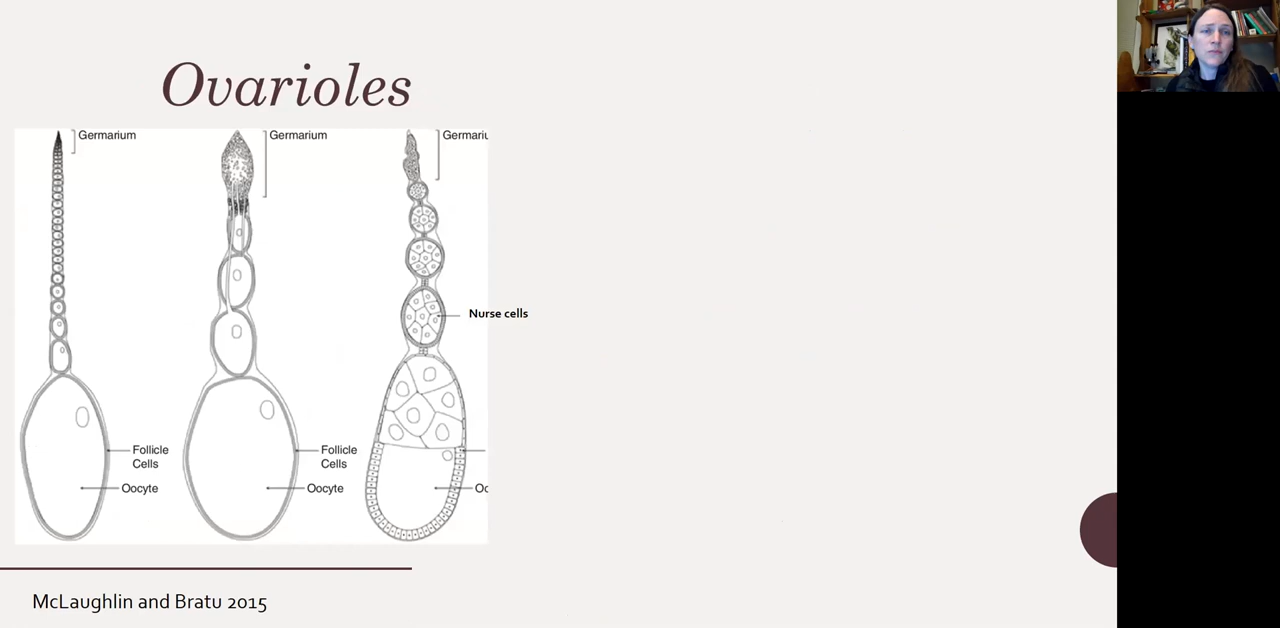 Ovarioles
Germarium
Germarium
Germariu
Nurse cells
Follicle
Cells
Oocyte
Follicle
Cells
Oocyte
Oc
McLaughlin and Bratu 2015